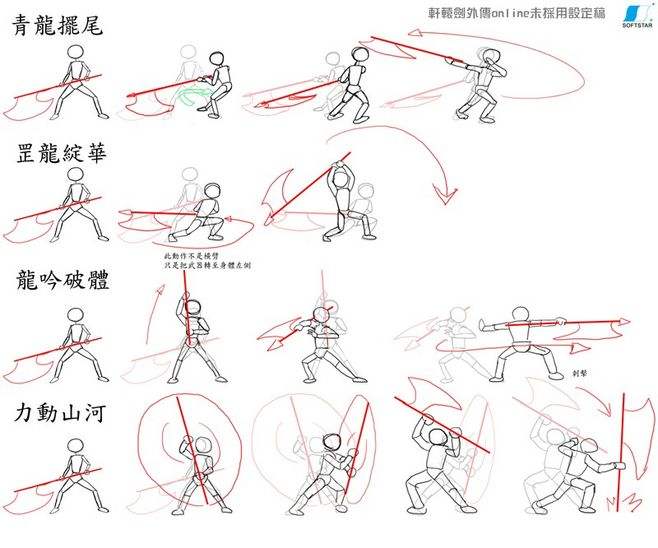 軒轅劍外傳online未採用設定稿
SOFTSTAR
青龍擺尾
罡龍綻華
此動作不是橫劈
只是把武器轉至身體左側
龍吟破體
刺擊
力動山河